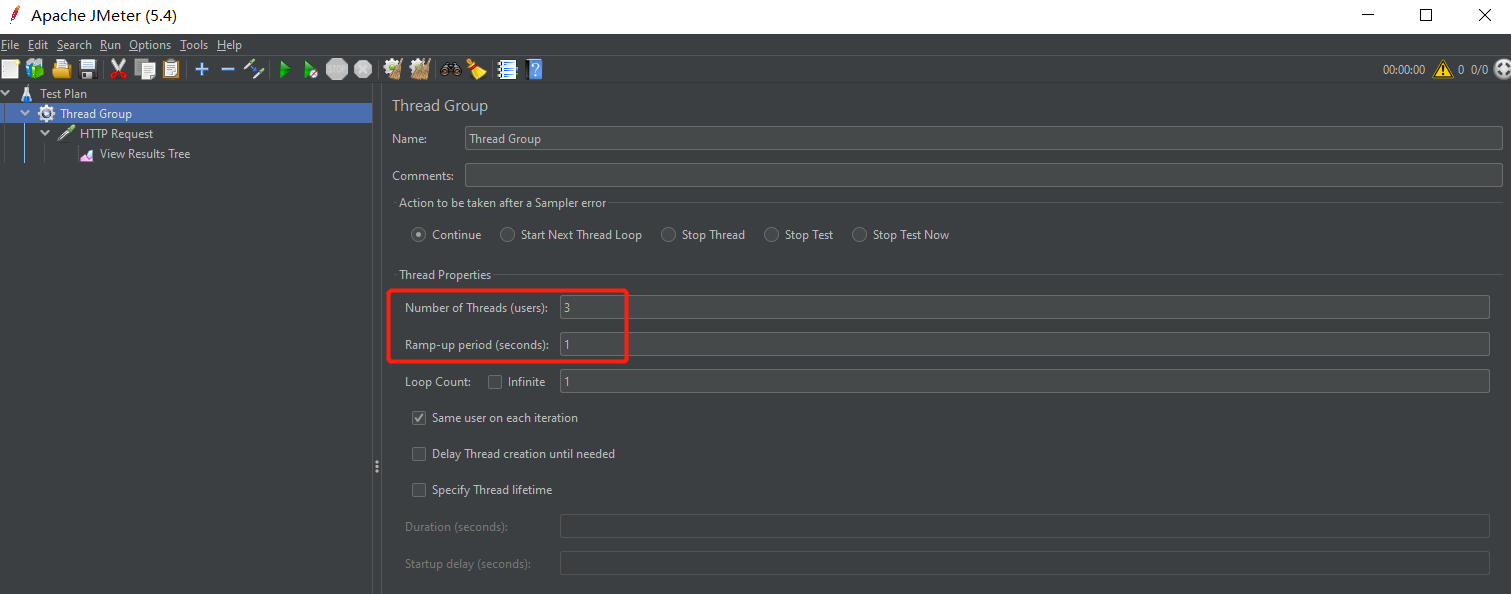 Apache JMeter (5.4)
File Edit Search Run Options Tools Help
STOP
00:00:00 0 0/0
Test Plan
Thread Group
HTTP Request
View Results Tree
Thread Group
Name: Thread Group
Comments:
Action to be taken after a Sampler error
Continue Start Next Thread Loop Stop Thread Stop Test Stop Test Now
Thread Properties
Number of Threads (users): 3
Ramp-up period (seconds): 1
Loop Count: Infinite 1
Same user on each iteration
Delay Thread creation until needed
Specify Thread lifetime
Duration (seconds):
Startup delay (seconds):